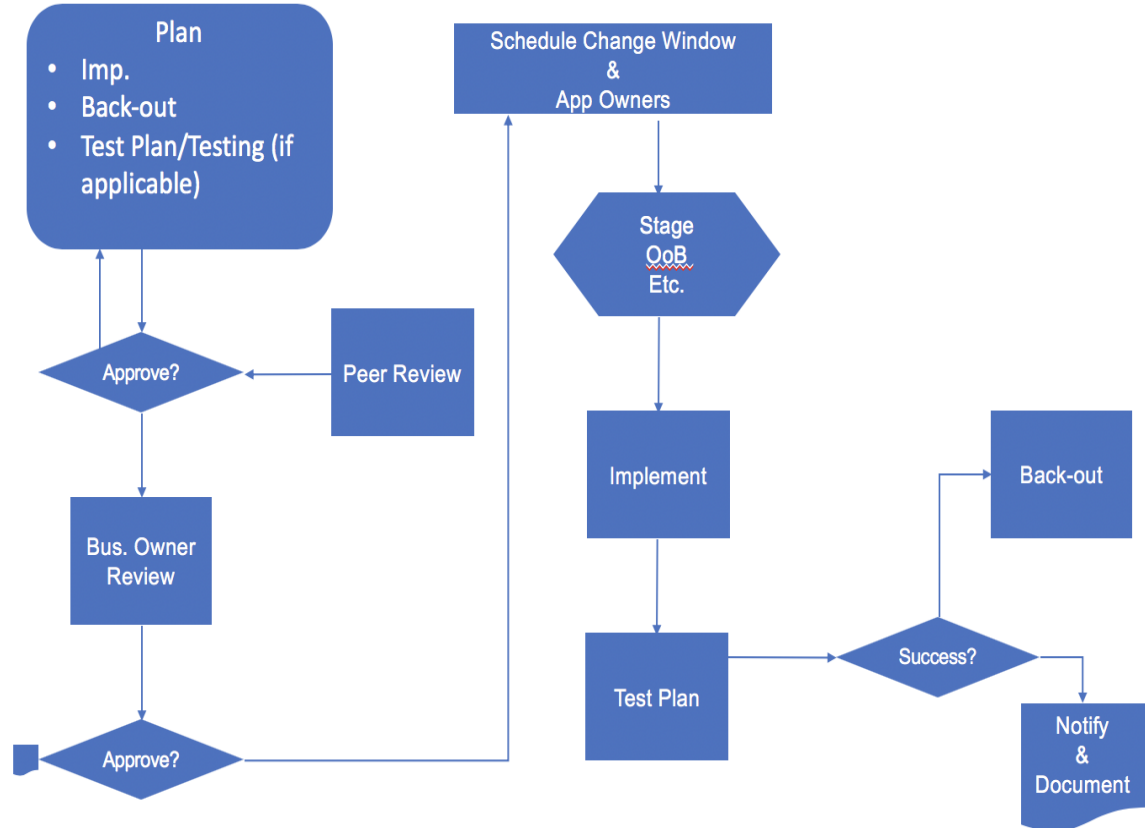 Plan
• Imp.
• Back-out
• Test Plan/Testing (if
applicable)
Approve?
Peer Review
Bus. Owner
Review
Approve?
Schedule Change Window
&
App Owners
Stage
OoB
Etc.
Implement
Test Plan
Success?
Back-out
Notify
&
Document